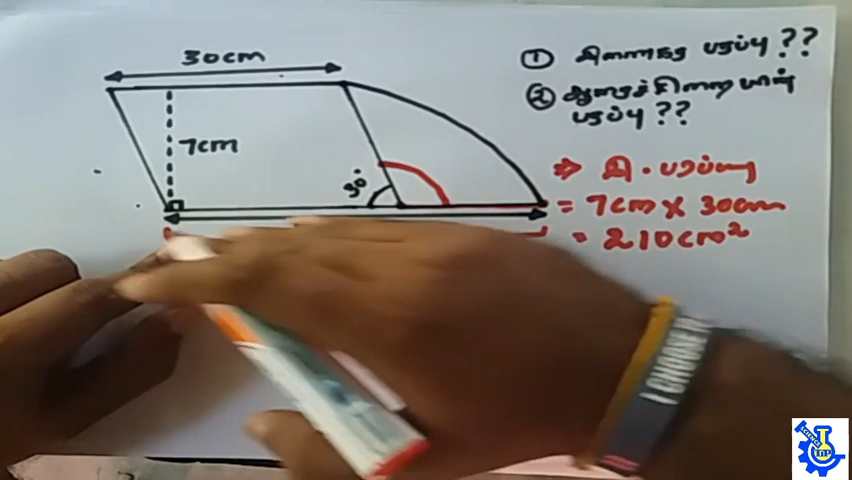 30cm
7cm
30°
① இணைகர பரப்பு ??
② ஆரைச்சிறையின்
பரப்பு ??
⇒ இ. பரப்பு
= 7cm × 30cm
= 210cm²